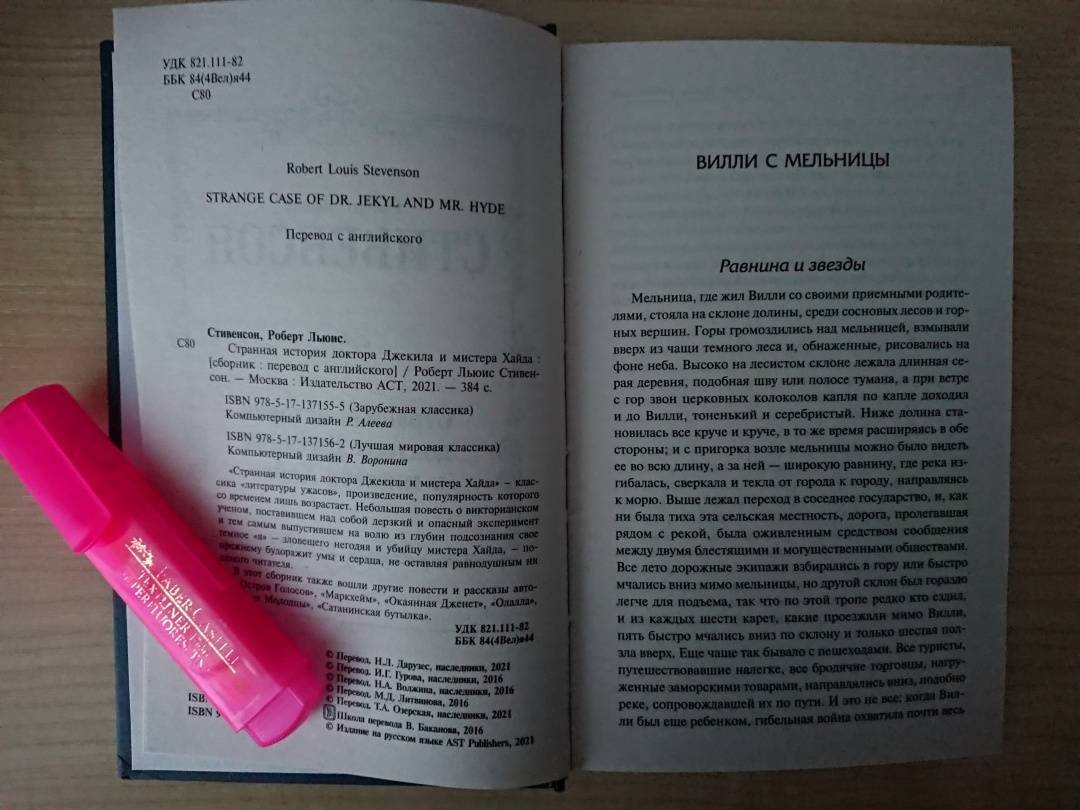 УДК 821.111-82
ББК 84(4Вел)я44
С80
Robert Louis Stevenson
STRANGE CASE OF DR. JEKYL AND MR. HYDE
Перевод с английского
Стивенсон, Роберт Льюис.
С80 Странная история доктора Джекила и мистера Хайда :
[сборник : перевод с английского] / Роберт Льюис Стивен-
сон. — Москва : Издательство АСТ, 2021. — 384 с.
ISBN 978-5-17-137155-5 (Зарубежная классика)
Компьютерный дизайн Р. Алеева
ISBN 978-5-17-137156-2 (Лучшая мировая классика)
Компьютерный дизайн В. Воронина
«Странная история доктора Джекила и мистера Хайда» – клас-
сика «литературы ужасов», произведение, популярность которого
со временем лишь возрастает. Небольшая повесть о викторианском
ученом, поставившем над собой дерзкий и опасный эксперимент
и тем самым выпустившем на волю из глубин подсознания свое
темное «я» – зловещего негодяя и убийцу мистера Хайда, – по-
прежнему будоражит умы и сердца, не оставляя равнодушным ни
читателя.
В этот сборник также вошли другие повести и рассказы авто-
Остров Голосов», «Маркхейм», «Окаянная Дженет», «Олалла»,
Молодцы», «Сатанинская бутылка».
УДК 821.111-82
ББК 84(4Вел)я44
© Перевод. Н.Л. Дарузес, наследники, 2021
© Перевод. И.Г. Гурова, наследники, 2016
© Перевод. Н.А. Волжина, наследники, 2016
© Перевод. М.Д. Литвинова, 2016
© Перевод. Т.А. Озерская, наследники, 2021
Школа перевода В. Баканова, 2016
© Издание на русском языке AST Publishers, 2021
ISBN 9
FABER-CASTELL
TEXTLINER
ВИЛЛИ С МЕЛЬНИЦЫ
Равнина и звезды
Мельница, где жил Вилли со своими приемными родите-
лями, стояла на склоне долины, среди сосновых лесов и гор-
ных вершин. Горы громоздились над мельницей, взмывали
вверх из чащи темного леса и, обнаженные, рисовались на
фоне неба. Высоко на лесистом склоне лежала длинная се-
рая деревня, подобная шву или полосе тумана, а при ветре
с гор звон церковных колоколов капля по капле доходил
и до Вилли, тоненький и серебристый. Ниже долина ста-
новилась все круче и круче, в то же время расширяясь в обе
стороны; и с пригорка возле мельницы можно было видеть
ее во всю длину, а за ней — широкую равнину, где река из-
гибалась, сверкала и текла от города к городу, направляясь
к морю. Выше лежал переход в соседнее государство, и, как
ни была тиха эта сельская местность, дорога, пролегавшая
рядом с рекой, была оживленным средством сообщения
между двумя блестящими и могущественными обществами.
Все лето дорожные экипажи взбирались в гору или быстро
мчались вниз мимо мельницы, но другой склон был гораздо
легче для подъема, так что по этой тропе редко кто ездил,
и из каждых шести карет, какие проезжали мимо Вилли,
пять быстро мчались вниз по склону и только шестая пол-
зла вверх. Еще чаще так бывало с пешеходами. Все туристы,
путешествовавшие налегке, все бродячие торговцы, нагру-
женные заморскими товарами, направлялись вниз, подобно
реке, сопровождавшей их по пути. И это не все; когда Вил-
ли был еще ребенком, гибельная война охватила почти весь